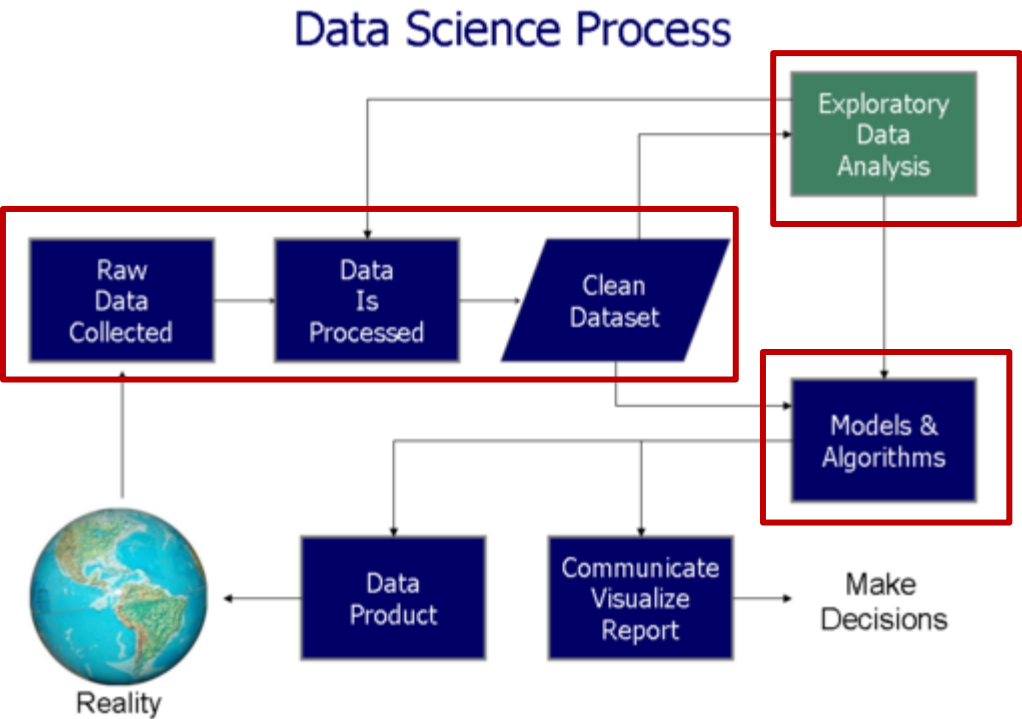 Data Science Process
Exploratory
Data
Analysis
Raw
Data
Collected
Data
Is
Processed
Clean
Dataset
Models &
Algorithms
Data
Product
Communicate
Visualize
Report
Make
Decisions
Reality